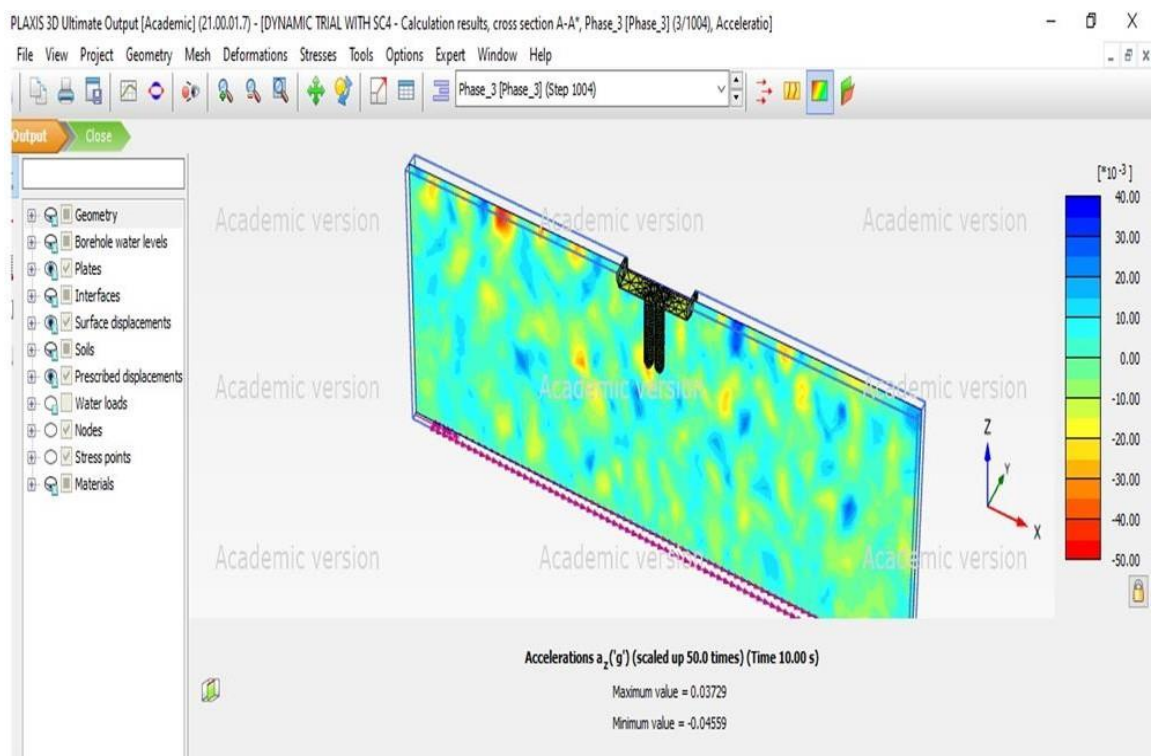 PLAXIS 3D Ultimate Output [Academic] (21.00.01.7) - [DYNAMIC TRIAL WITH SC4 - Calculation results, cross section A-A*, Phase_3 [Phase_3] (3/1004), Acceleratio]
File View Project Geometry Mesh Deformations Stresses Tools Options Expert Window Help
Phase_3 [Phase_3] (Step 1004)
Output Close
Geometry
Borehole water levels
Plates
Interfaces
Surface displacements
Soils
Prescribed displacements
Water loads
Nodes
Stress points
Materials
Academic version Academic version Academic version
Academic version Academic version Academic version
Academic version Academic version Academic version
Z
Y
X
[*10⁻³]
40.00
30.00
20.00
10.00
0.00
-10.00
-20.00
-30.00
-40.00
-50.00
Accelerations a_z('g') (scaled up 50.0 times) (Time 10.00 s)
Maximum value = 0.03729
Minimum value = -0.04559